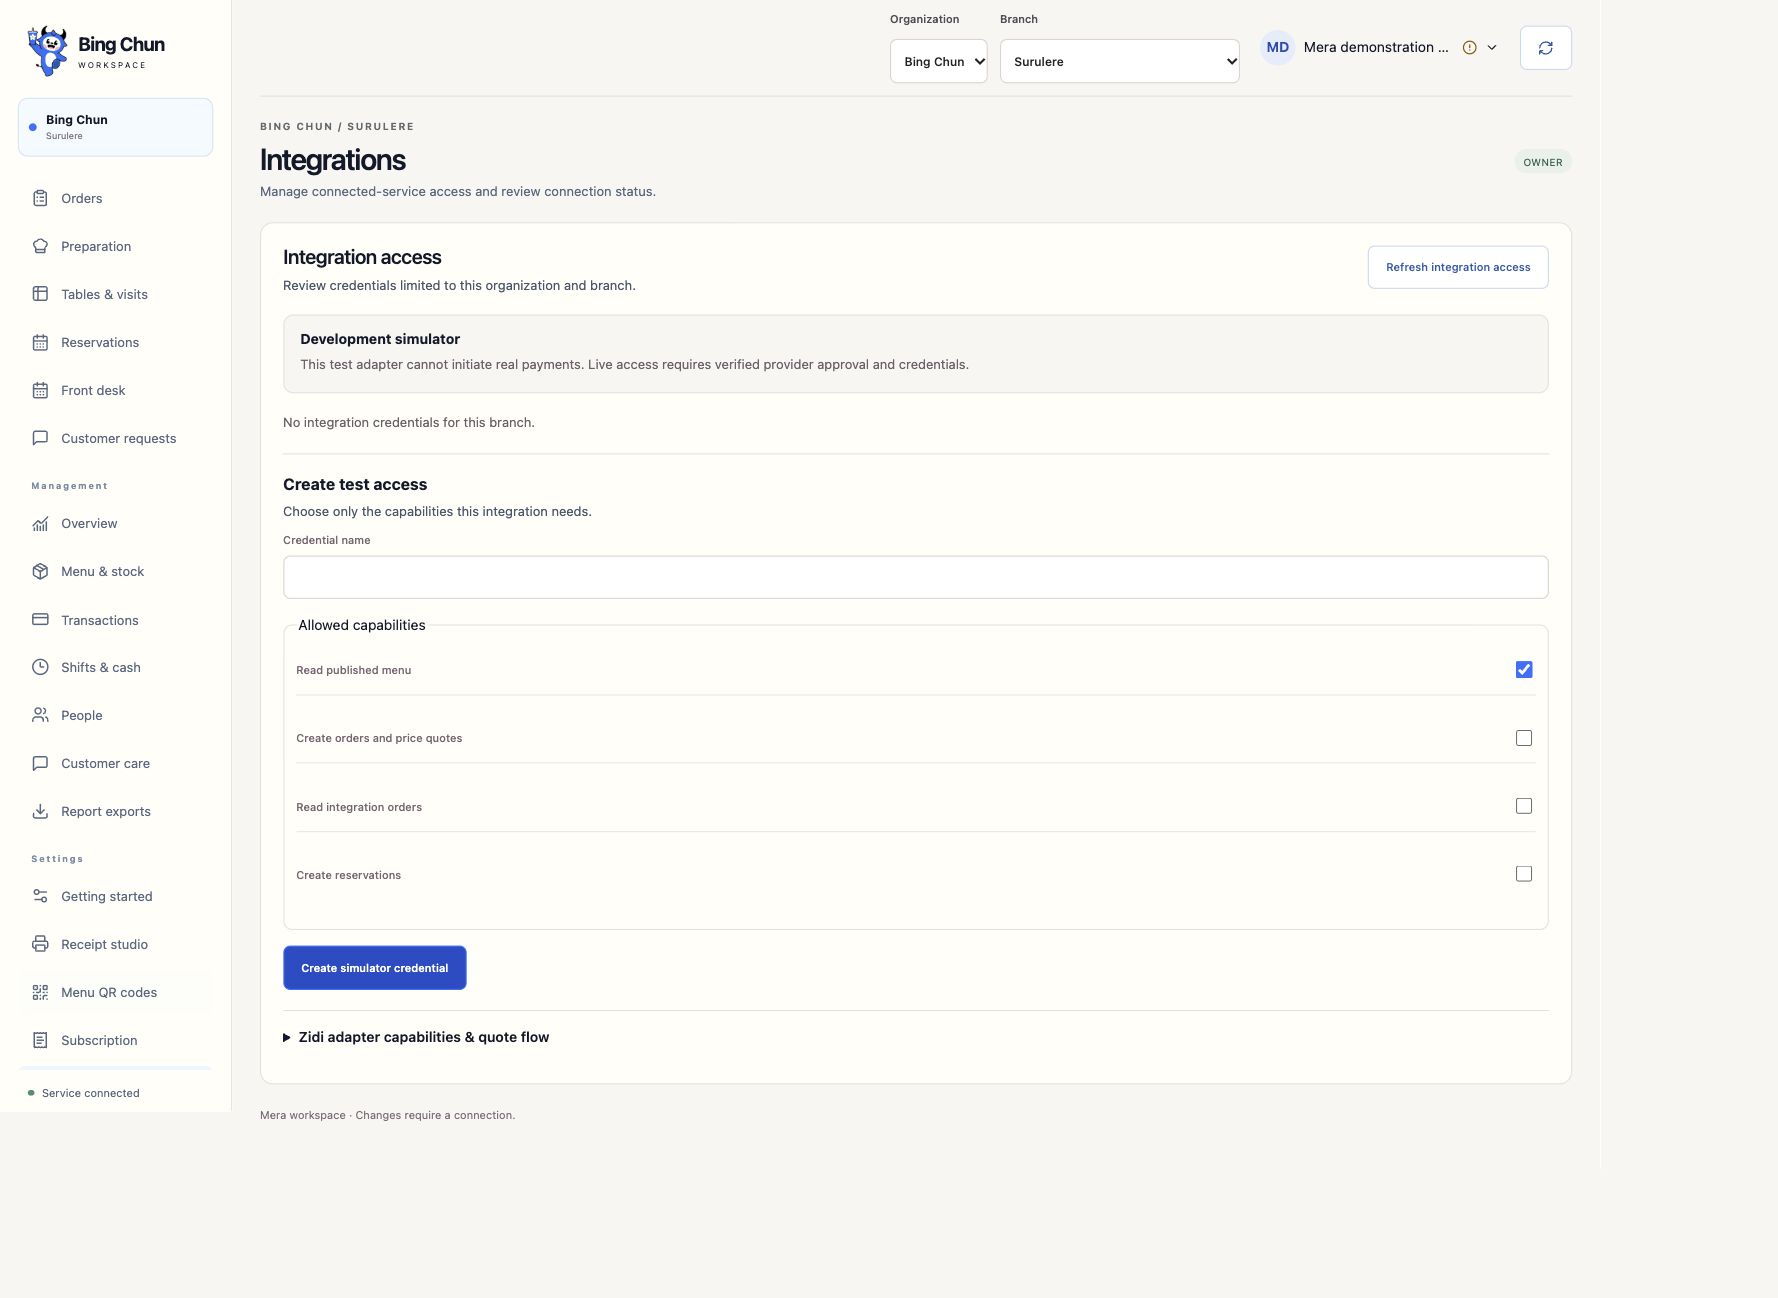 Bing Chun
WORKSPACE
Bing Chun
Surulere
Orders
Preparation
Tables & visits
Reservations
Front desk
Customer requests
Management
Overview
Menu & stock
Transactions
Shifts & cash
People
Customer care
Report exports
Settings
Getting started
Receipt studio
Menu QR codes
Subscription
Service connected
Organization
Branch
Bing Chun
Surulere
MD
Mera demonstration ...
BING CHUN / SURULERE
Integrations
OWNER
Manage connected-service access and review connection status.
Integration access
Refresh integration access
Review credentials limited to this organization and branch.
Development simulator
This test adapter cannot initiate real payments. Live access requires verified provider approval and credentials.
No integration credentials for this branch.
Create test access
Choose only the capabilities this integration needs.
Credential name
Allowed capabilities
Read published menu
Create orders and price quotes
Read integration orders
Create reservations
Create simulator credential
Zidi adapter capabilities & quote flow
Mera workspace · Changes require a connection.